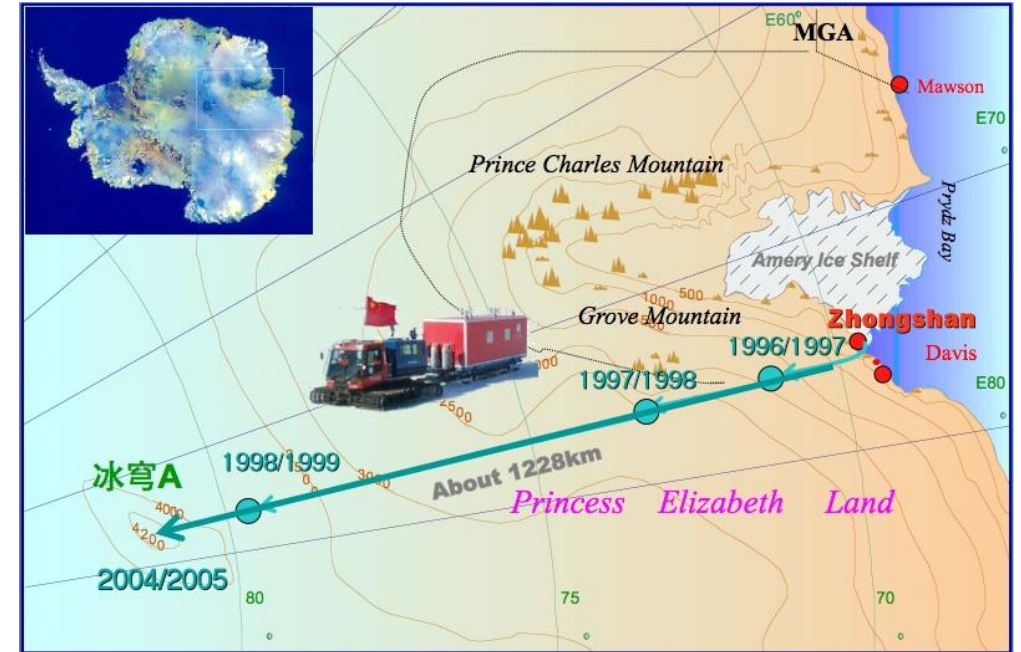 E60°
MGA
Mawson
E70
Prince Charles Mountain
Prydz Bay
Amery Ice Shelf
1000 500
Grove Mountain
Zhongshan
1996/1997
Davis
1997/1998
E80
冰穹A
1998/1999
3000
About 1228km
Princess Elizabeth Land
4000
4200
2004/2005
80
75
70